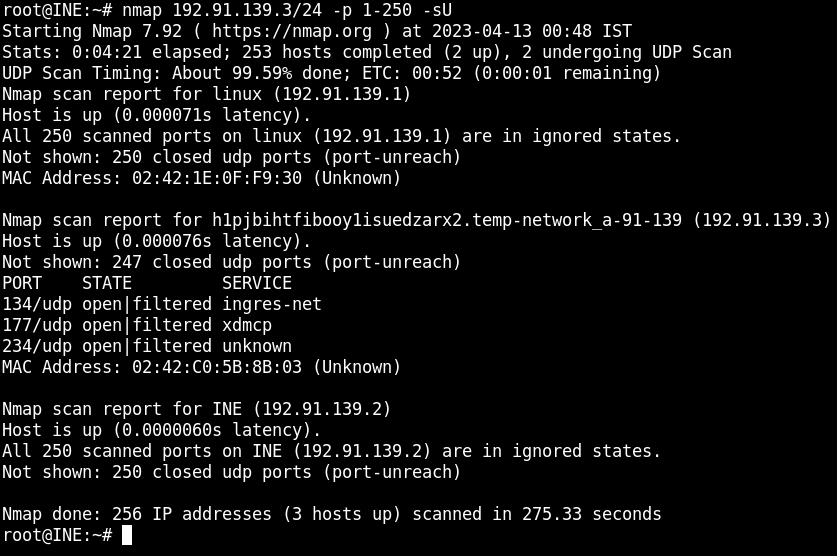 root@INE:~# nmap 192.91.139.3/24 -p 1-250 -sU
Starting Nmap 7.92 ( https://nmap.org ) at 2023-04-13 00:48 IST
Stats: 0:04:21 elapsed; 253 hosts completed (2 up), 2 undergoing UDP Scan
UDP Scan Timing: About 99.59% done; ETC: 00:52 (0:00:01 remaining)
Nmap scan report for linux (192.91.139.1)
Host is up (0.000071s latency).
All 250 scanned ports on linux (192.91.139.1) are in ignored states.
Not shown: 250 closed udp ports (port-unreach)
MAC Address: 02:42:1E:0F:F9:30 (Unknown)

Nmap scan report for h1pjbihtfibooy1isuedzarx2.temp-network_a-91-139 (192.91.139.3)
Host is up (0.000076s latency).
Not shown: 247 closed udp ports (port-unreach)
PORT    STATE         SERVICE
134/udp open|filtered ingres-net
177/udp open|filtered xdmcp
234/udp open|filtered unknown
MAC Address: 02:42:C0:5B:8B:03 (Unknown)

Nmap scan report for INE (192.91.139.2)
Host is up (0.0000060s latency).
All 250 scanned ports on INE (192.91.139.2) are in ignored states.
Not shown: 250 closed udp ports (port-unreach)

Nmap done: 256 IP addresses (3 hosts up) scanned in 275.33 seconds
root@INE:~#